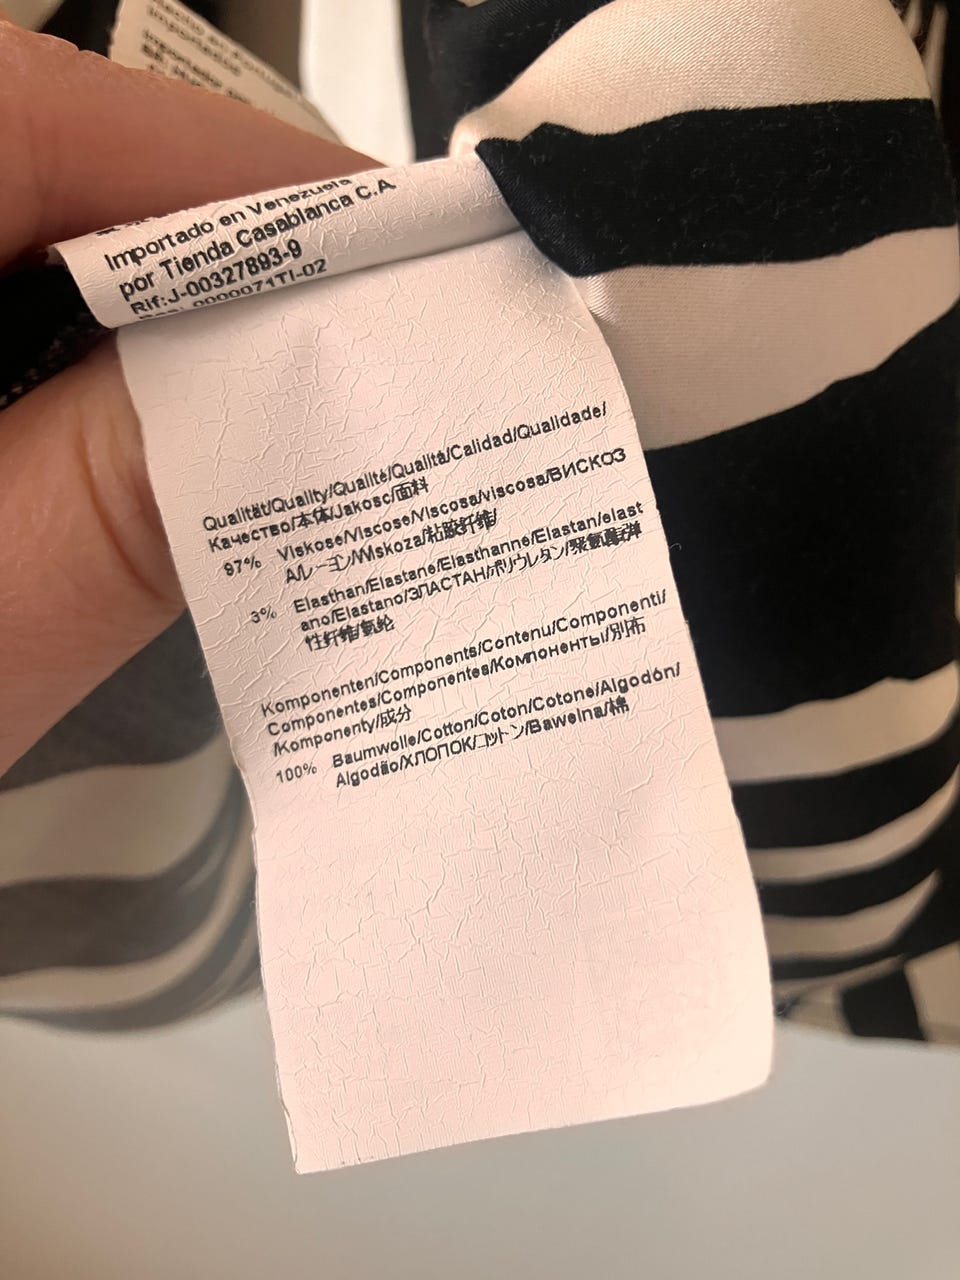 importados
Importador
Importado en Venezuela
por Tienda Casablanca C.A
Rif:J-00327893-9
0000071TI-02
Qualität/Quality/Qualité/Qualità/Calidad/Qualidade/
Качество/本体/Jakosc/面料
97% Viskose/Viscose/Viscosa/viscosa/ВИСКОЗ
А/レーヨン/Wiskoza/粘胶纤维/
3% Elasthan/Elastane/Elasthanne/Elastan/elast
ano/Elastano/ЭЛАСТАН/ポリウレタン/聚氨酯弹
性纤维/氨纶
Komponenten/Components/Contenu/Componenti/
Componentes/Componentes/Компоненты/別布
/Komponenty/成分
100% Baumwolle/Cotton/Coton/Cotone/Algodón/
Algodão/ХЛОПОК/コットン/Bawelna/棉